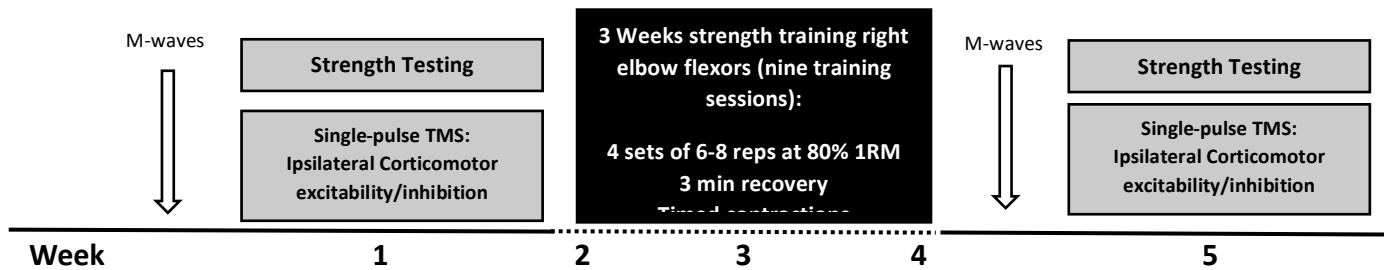 M-waves
Strength Testing
Single-pulse TMS:
Ipsilateral Corticomotor
excitability/inhibition
3 Weeks strength training right
elbow flexors (nine training
sessions):
4 sets of 6-8 reps at 80% 1RM
3 min recovery
Timed contractions
M-waves
Strength Testing
Single-pulse TMS:
Ipsilateral Corticomotor
excitability/inhibition
Week 1 2 3 4 5